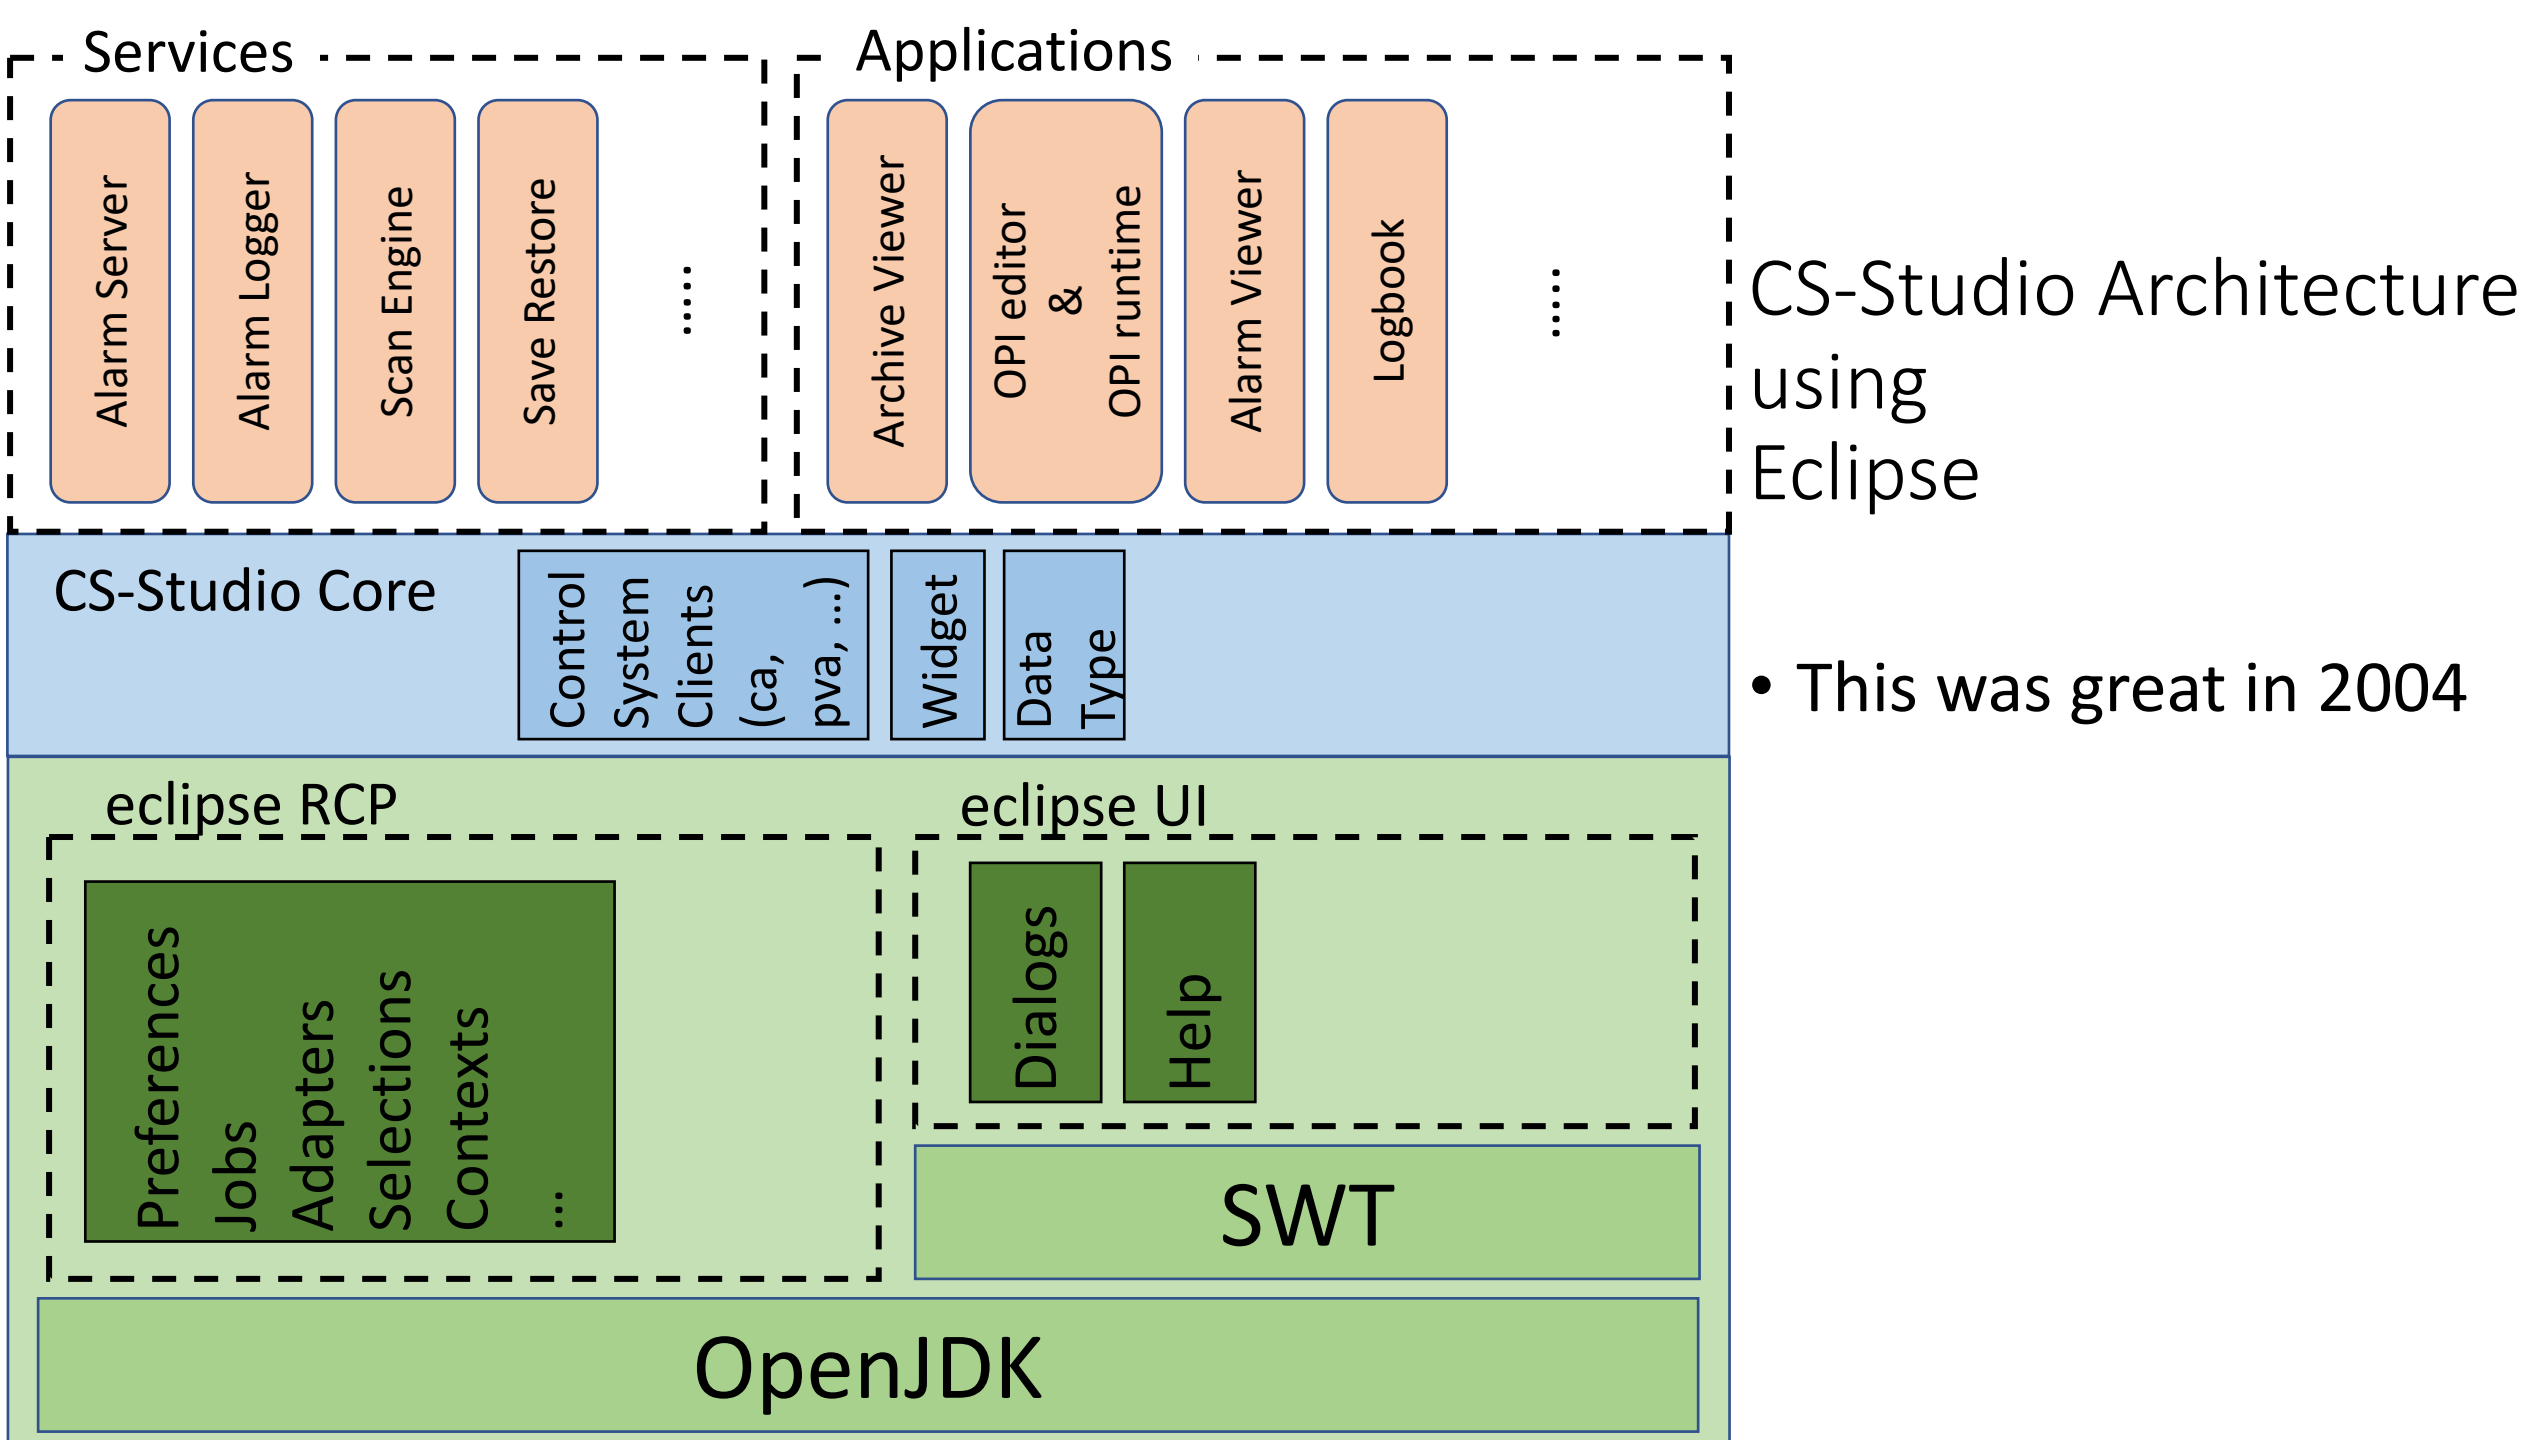 Services
Applications
Alarm Server
Alarm Logger
Scan Engine
Save Restore
......
Archive Viewer
OPI editor
&
OPI runtime
Alarm Viewer
Logbook
......
CS-Studio Architecture
using
Eclipse
• This was great in 2004
CS-Studio Core
Control
System
Clients
(ca,
pva, ...)
Widget
Data
Type
eclipse RCP
eclipse UI
Preferences
Jobs
Adapters
Selections
Contexts
...
Dialogs
Help
SWT
OpenJDK